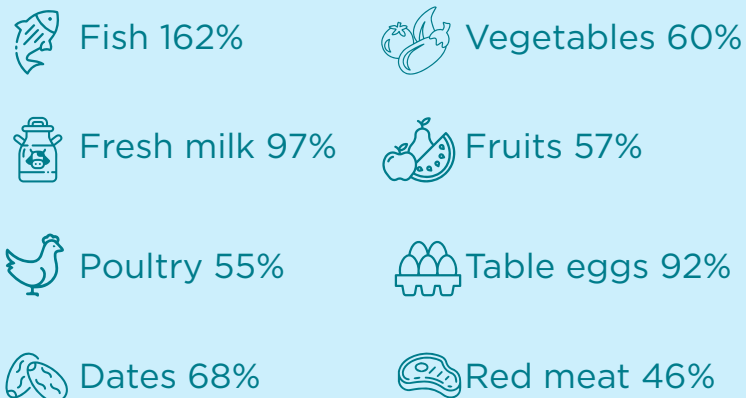 Fish 162%
Vegetables 60%
Fresh milk 97%
Fruits 57%
Poultry 55%
Table eggs 92%
Dates 68%
Red meat 46%